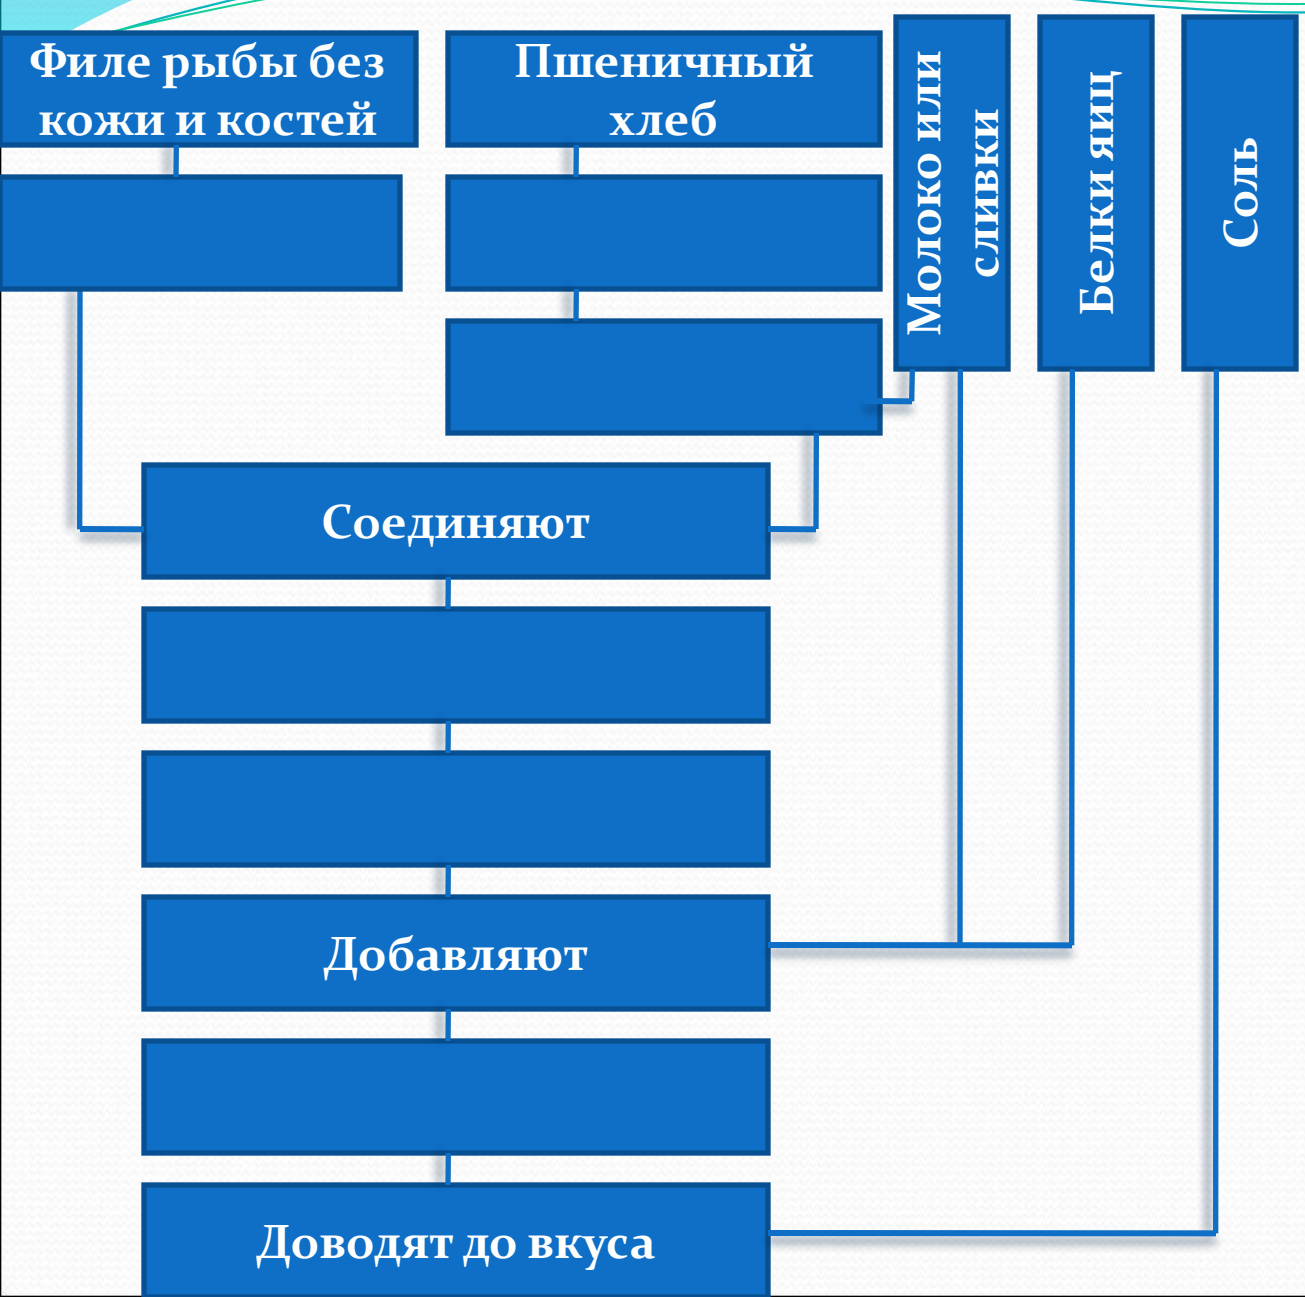 Филе рыбы без
кожи и костей
Пшеничный
хлеб
Молоко или
сливки
Белки яиц
Соль
Соединяют
Добавляют
Доводят до вкуса